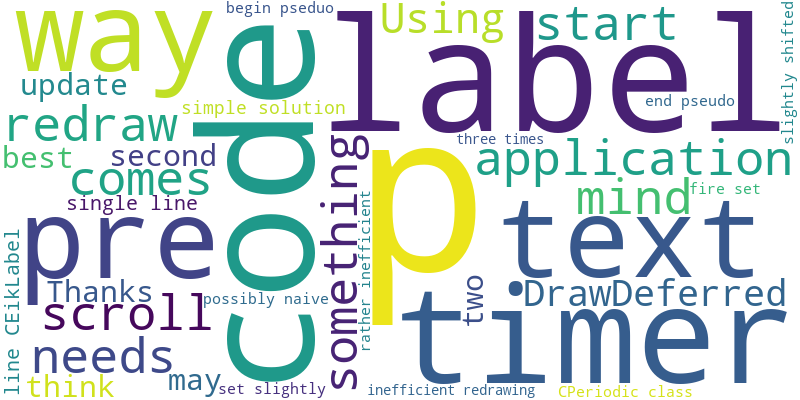 way
code
begin pseduo
label
Using
start
slightly shifted
update
simple solution
end pseudo
redraw
three times
best
second
something
p
application
comes
mind
fire set
single line
pre
rather inefficient
text
line CEikLabel
Thanks
possibly naive
two
DrawDeferred
scroll
timer
needs
think
may
set slightly
inefficient redrawing
CPeriodic class